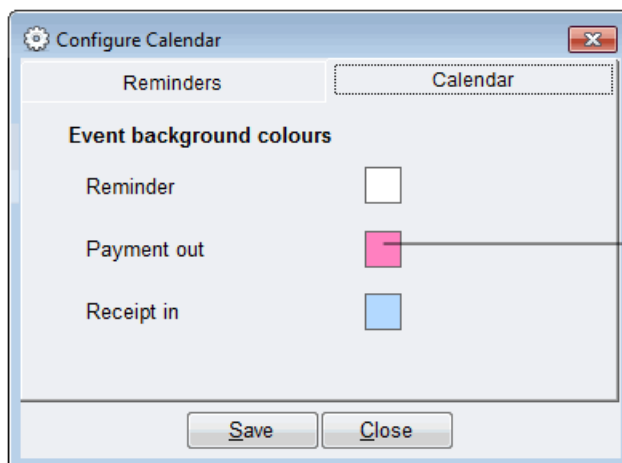 Configure Calendar
Reminders Calendar
Event background colours
Reminder
Payment out
Receipt in
Save Close